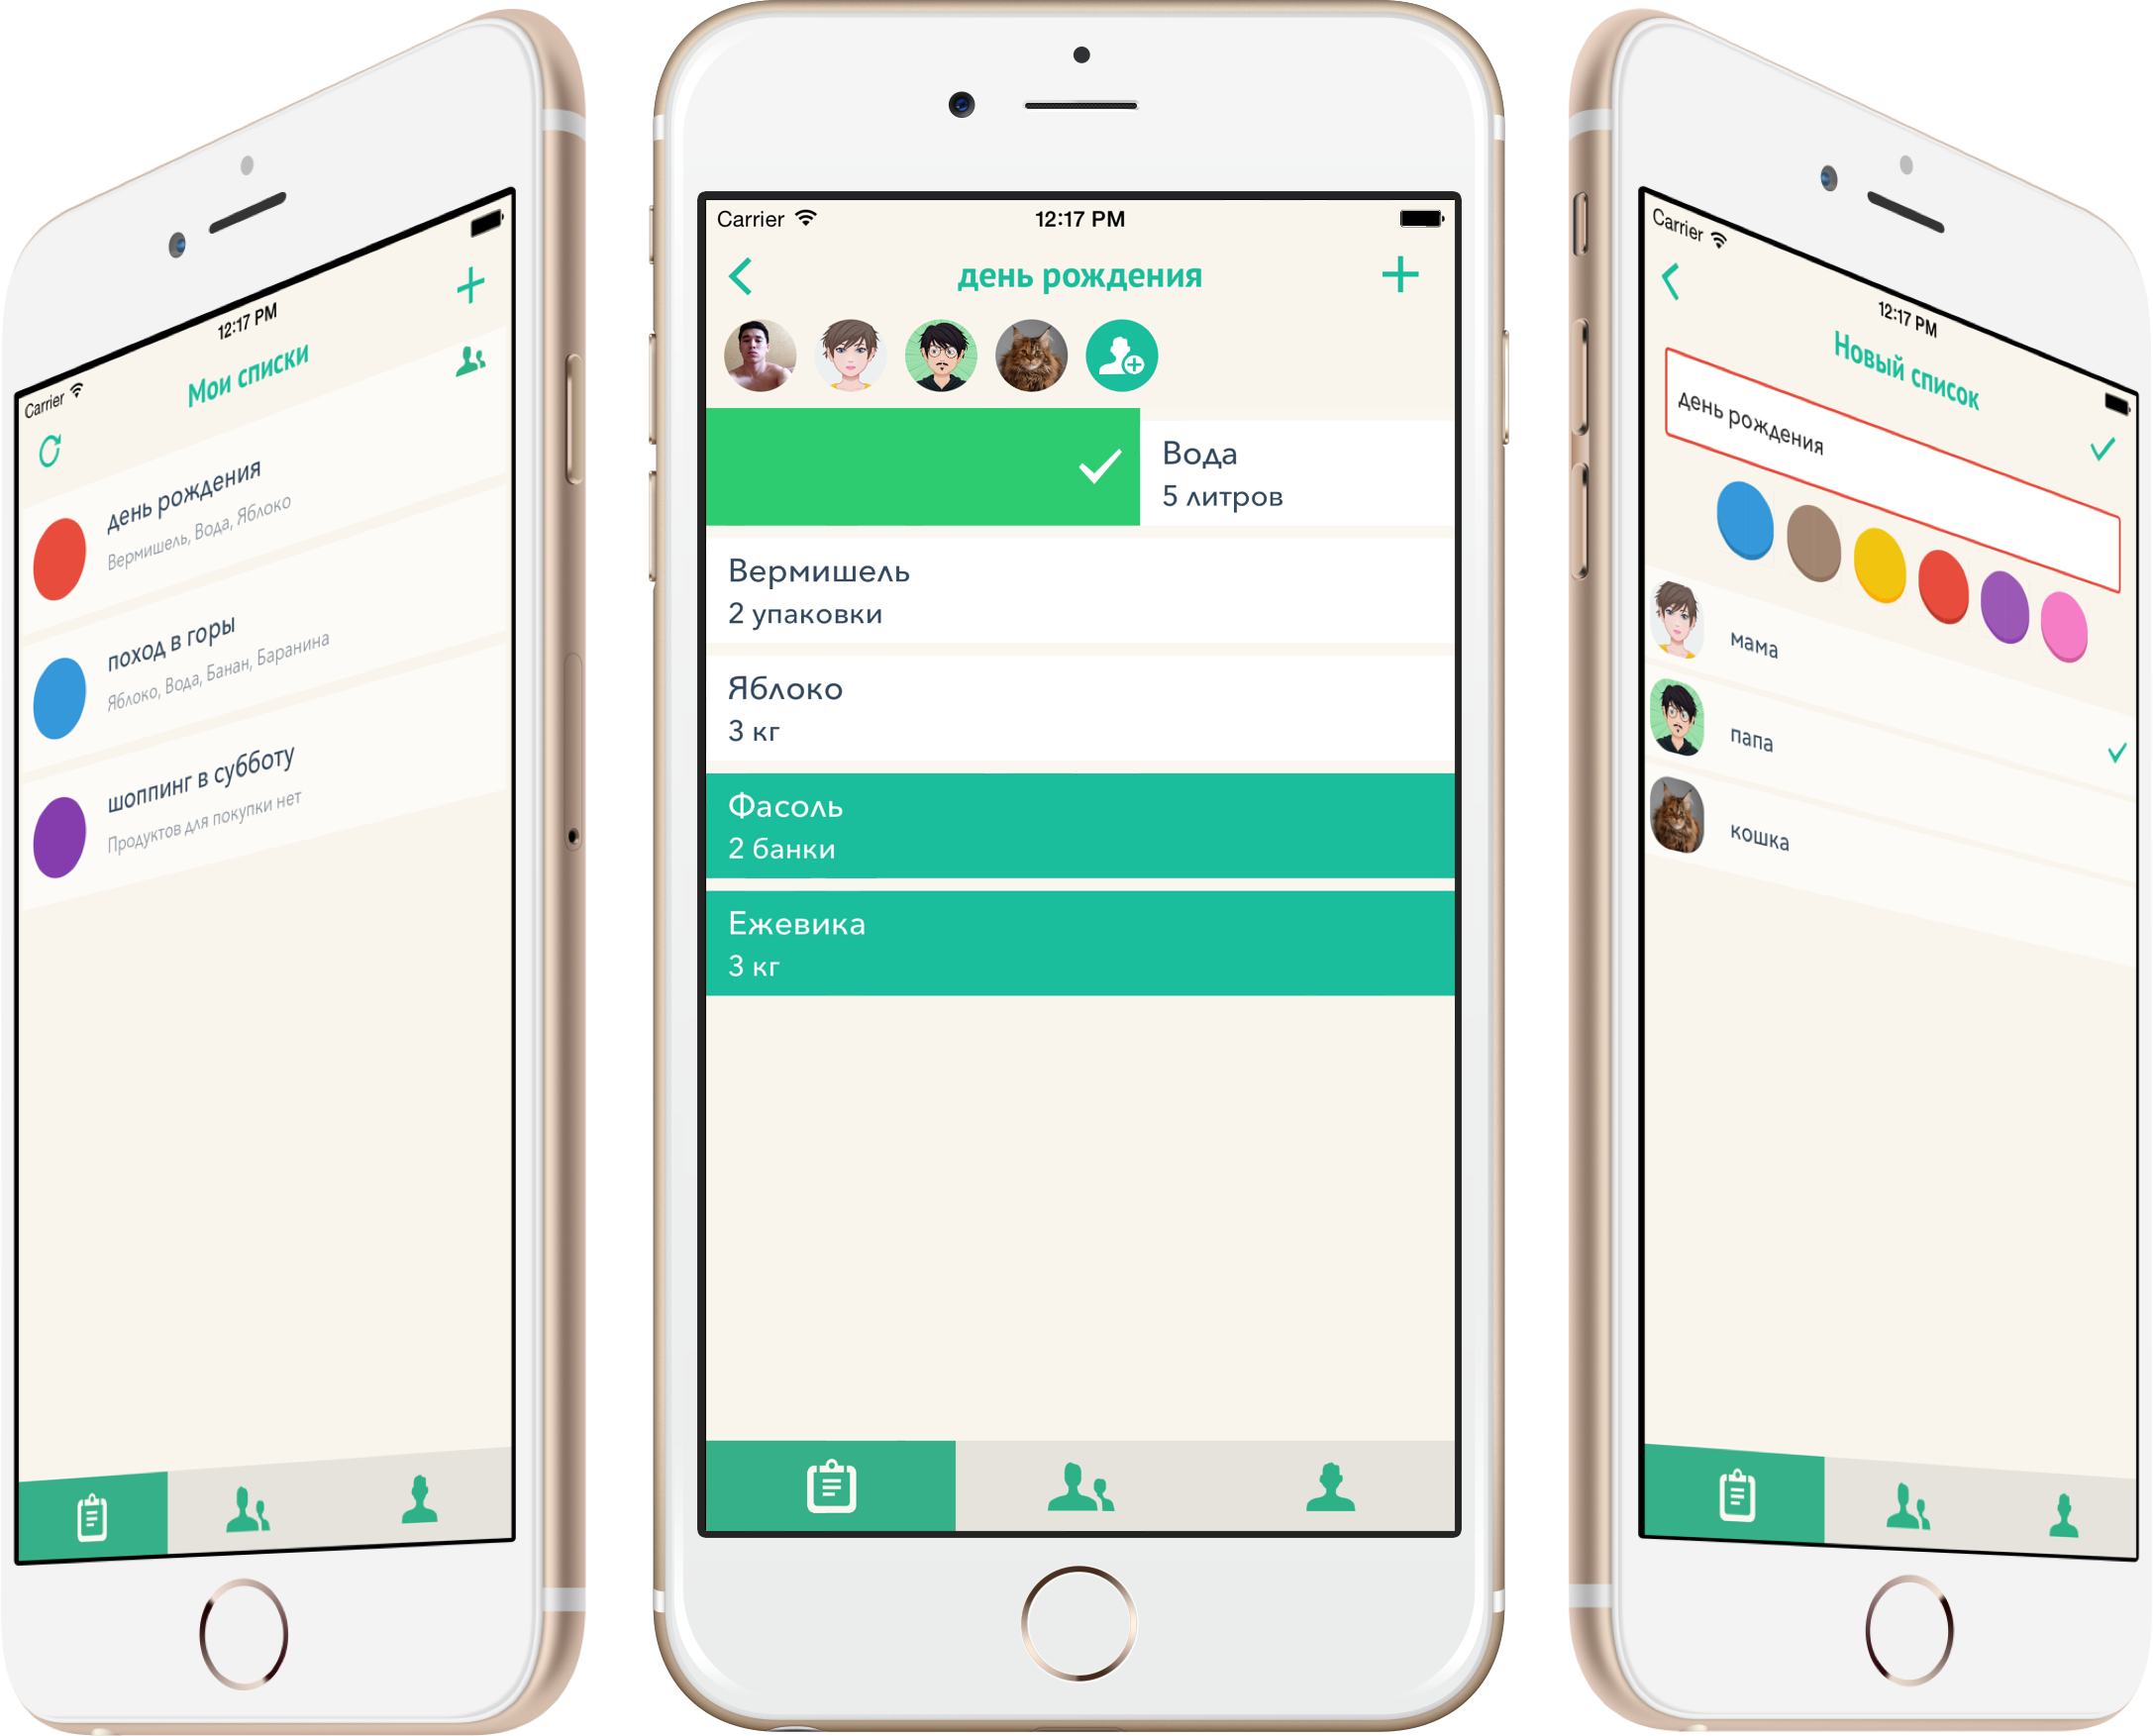 Carrier
12:17 PM
Мои списки
день рождения
Вермишель, Вода, Яблоко
поход в горы
Яблоко, Вода, Банан, Баранина
шоппинг в субботу
Продуктов для покупки нет
Carrier
12:17 PM
день рождения
Вода
5 литров
Вермишель
2 упаковки
Яблоко
3 кг
Фасоль
2 банки
Ежевика
3 кг
Carrier
12:17 PM
Новый список
день рождения
мама
папа
кошка